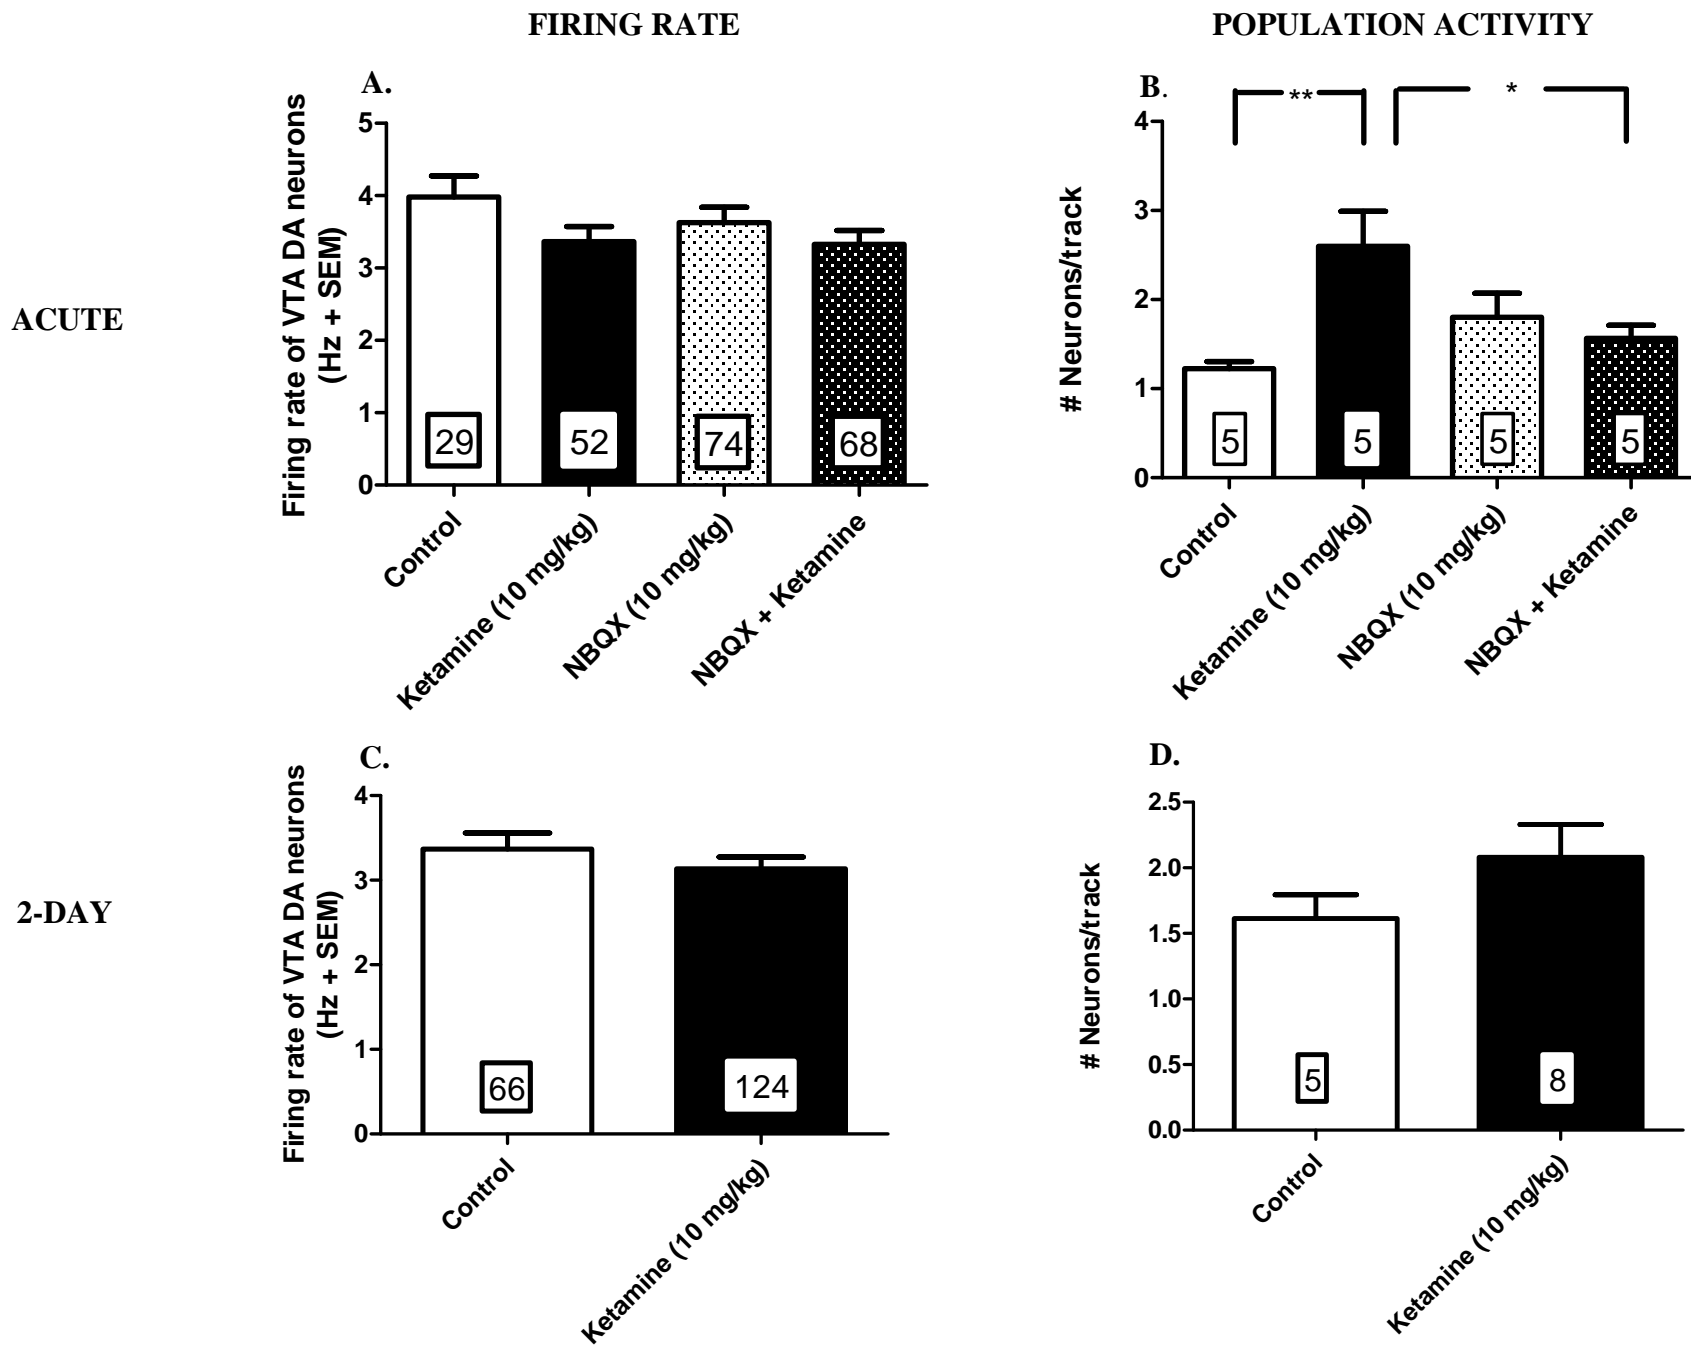 FIRING RATE
POPULATION ACTIVITY
ACUTE
A.
Firing rate of VTA DA neurons
(Hz + SEM)
5
4
3
2
1
0
29
52
74
68
Control
Ketamine (10 mg/kg)
NBQX (10 mg/kg)
NBQX + Ketamine
B.
**
*
# Neurons/track
4
3
2
1
0
5
5
5
5
Control
Ketamine (10 mg/kg)
NBQX (10 mg/kg)
NBQX + Ketamine
2-DAY
C.
Firing rate of VTA DA neurons
(Hz + SEM)
4
3
2
1
0
66
124
Control
Ketamine (10 mg/kg)
D.
# Neurons/track
2.5
2.0
1.5
1.0
0.5
0.0
5
8
Control
Ketamine (10 mg/kg)